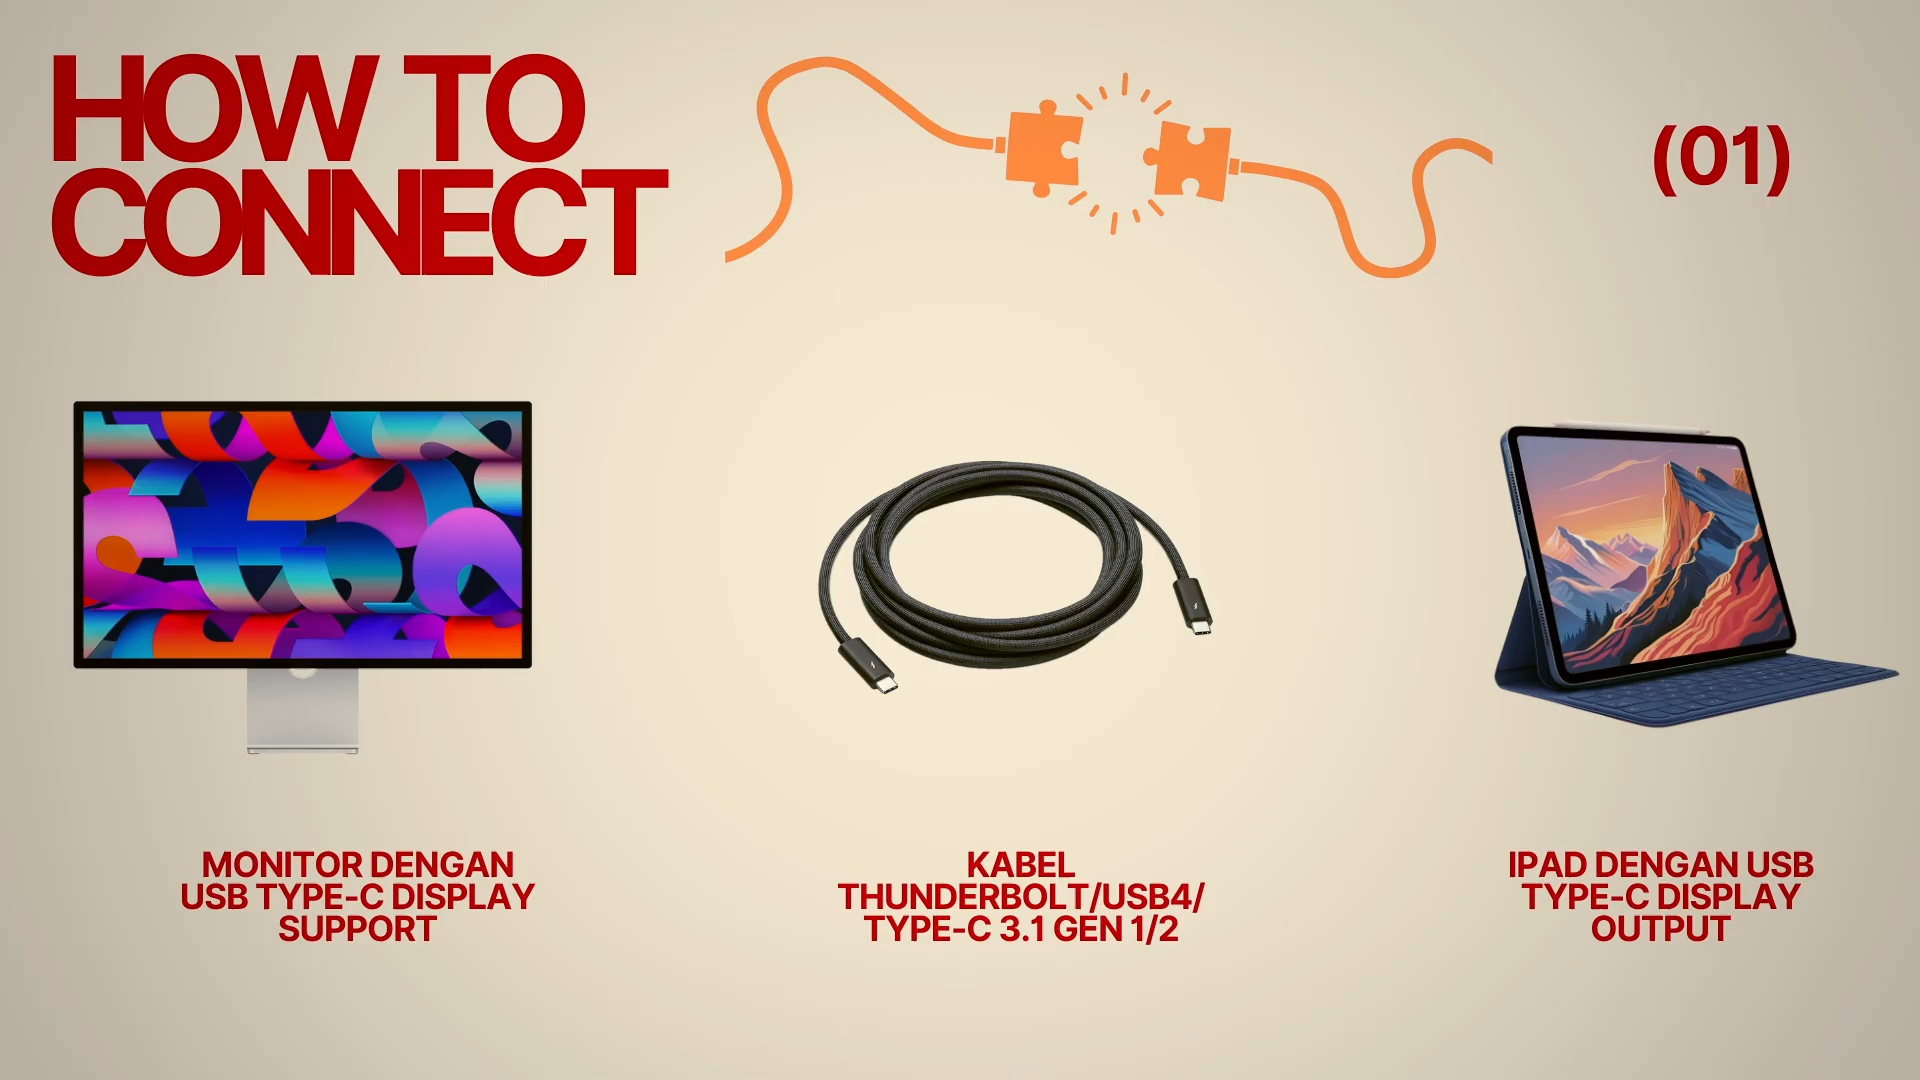 HOW TO
CONNECT
(01)
MONITOR DENGAN
USB TYPE-C DISPLAY
SUPPORT
KABEL
THUNDERBOLT/USB4/
TYPE-C 3.1 GEN 1/2
IPAD DENGAN USB
TYPE-C DISPLAY
OUTPUT